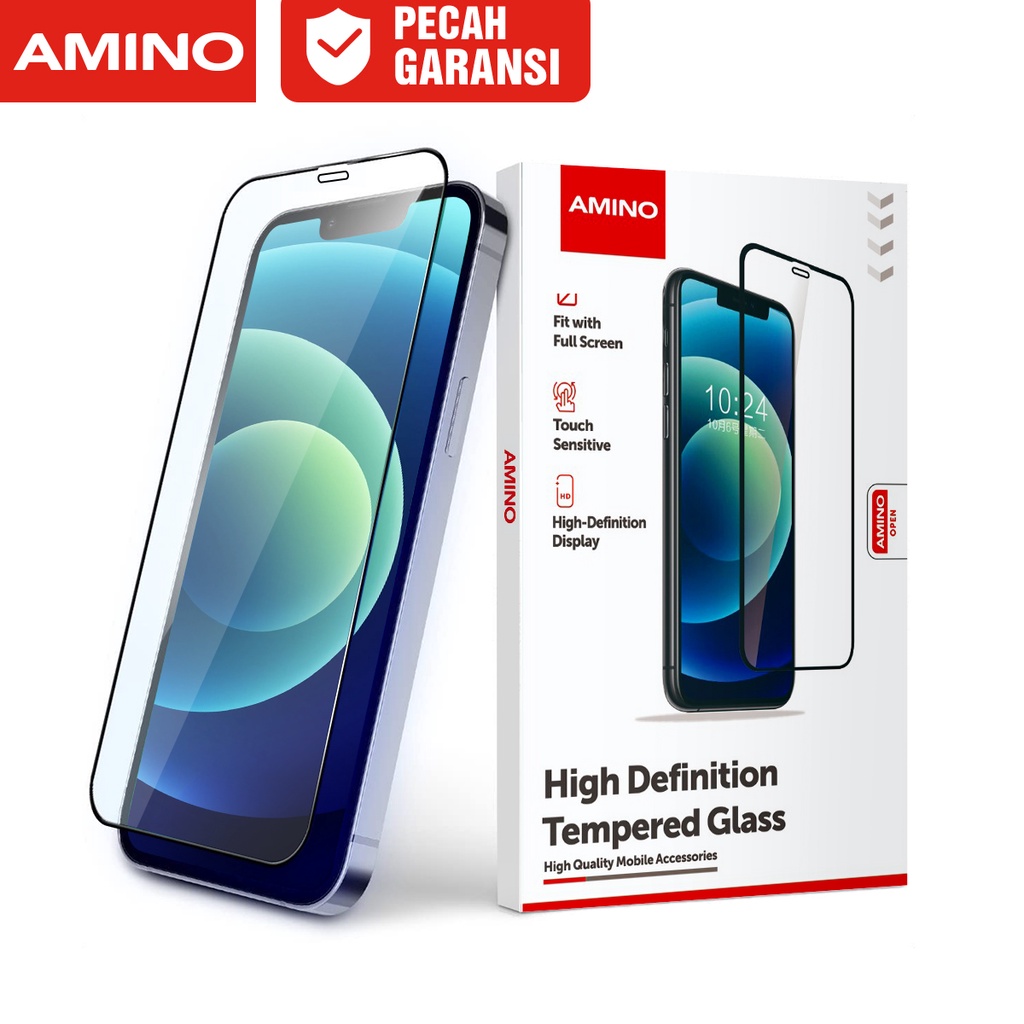 AMINO
PECAH
GARANSI
AMINO
Fit with
Full Screen
Touch
Sensitive
HD
High-Definition
Display
10:24
AMINO
AMINO
OPEN
High Definition
Tempered Glass
High Quality Mobile Accessories